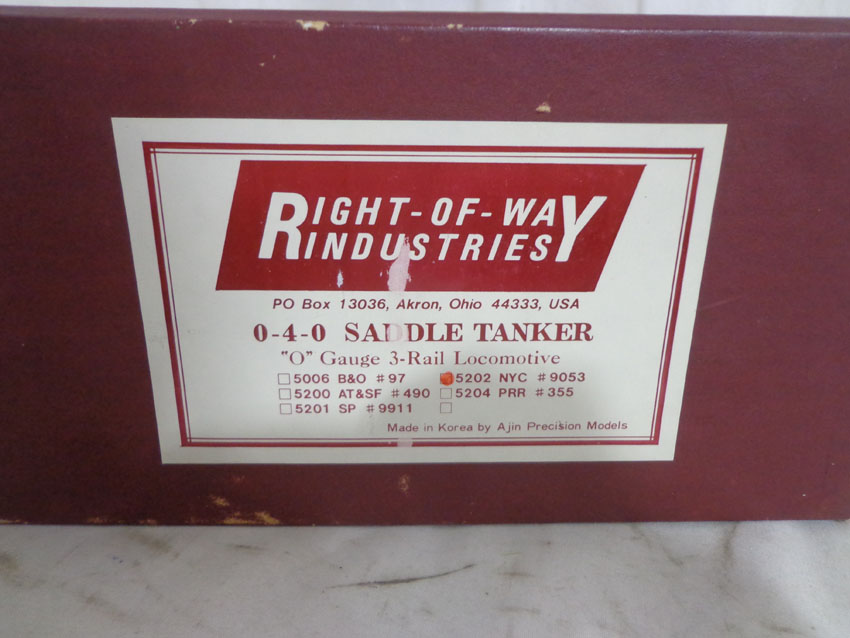 RIGHT-OF-WAY
INDUSTRIES
PO Box 13036, Akron, Ohio 44333, USA
0-4-0 SADDLE TANKER
"O" Gauge 3-Rail Locomotive
5006 B&O #97 5202 NYC #9053
5200 AT&SF #490 5204 PRR #355
5201 SP #9911
Made in Korea by Ajin Precision Models